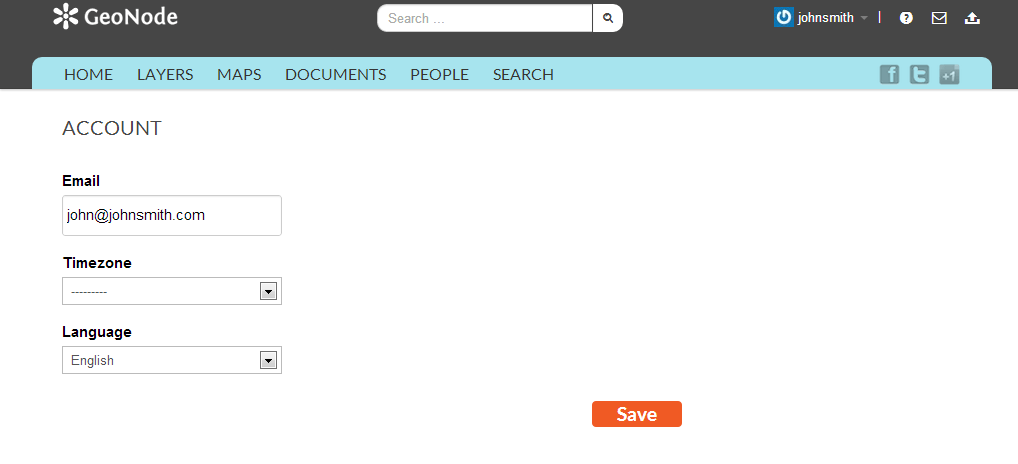 GeoNode
Search ...
johnsmith
HOME LAYERS MAPS DOCUMENTS PEOPLE SEARCH
f t +1
ACCOUNT
Email
john@johnsmith.com
Timezone
---------
Language
English
Save